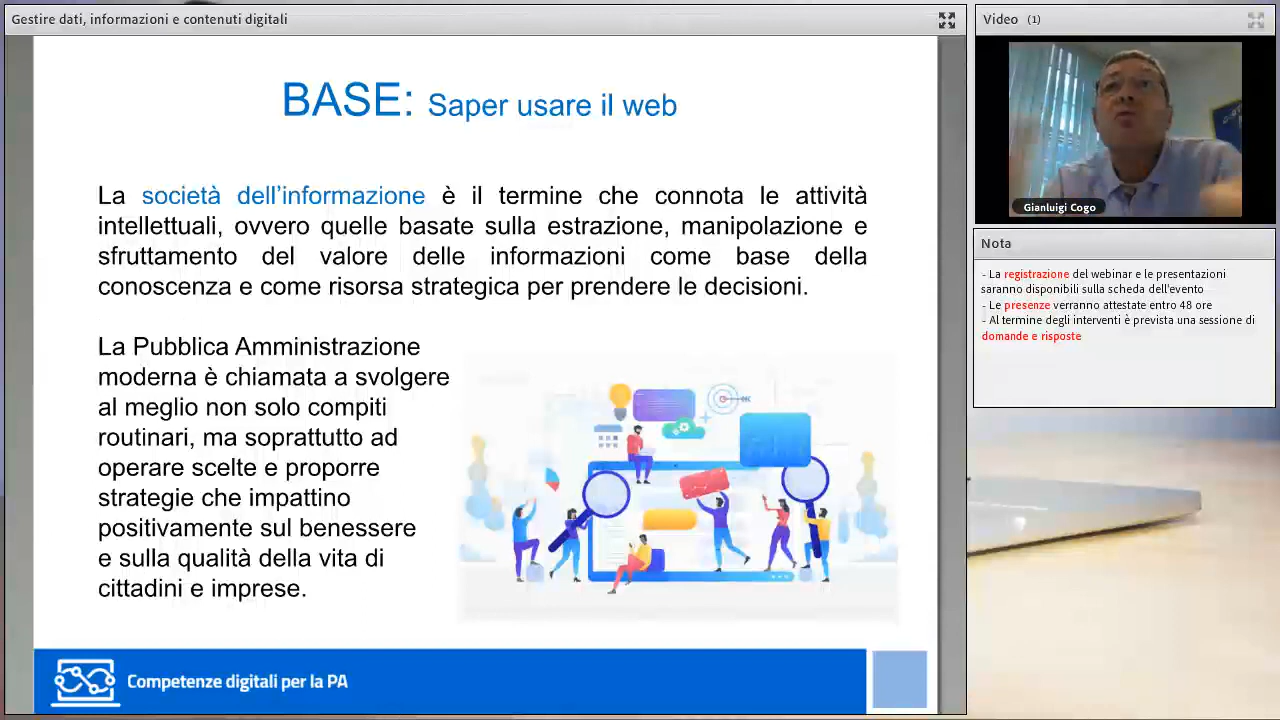 Gestire dati, informazioni e contenuti digitali
BASE: Saper usare il web
La società dell'informazione è il termine che connota le attività
intellettuali, ovvero quelle basate sulla estrazione, manipolazione e
sfruttamento del valore delle informazioni come base della
conoscenza e come risorsa strategica per prendere le decisioni.
La Pubblica Amministrazione
moderna è chiamata a svolgere
al meglio non solo compiti
routinari, ma soprattutto ad
operare scelte e proporre
strategie che impattino
positivamente sul benessere
e sulla qualità della vita di
cittadini e imprese.
Competenze digitali per la PA
Video (1)
Gianluigi Cogo
Nota
- La registrazione del webinar e le presentazioni
saranno disponibili sulla scheda dell'evento
- Le presenze verranno attestate entro 48 ore
- Al termine degli interventi è prevista una sessione di
domande e risposte